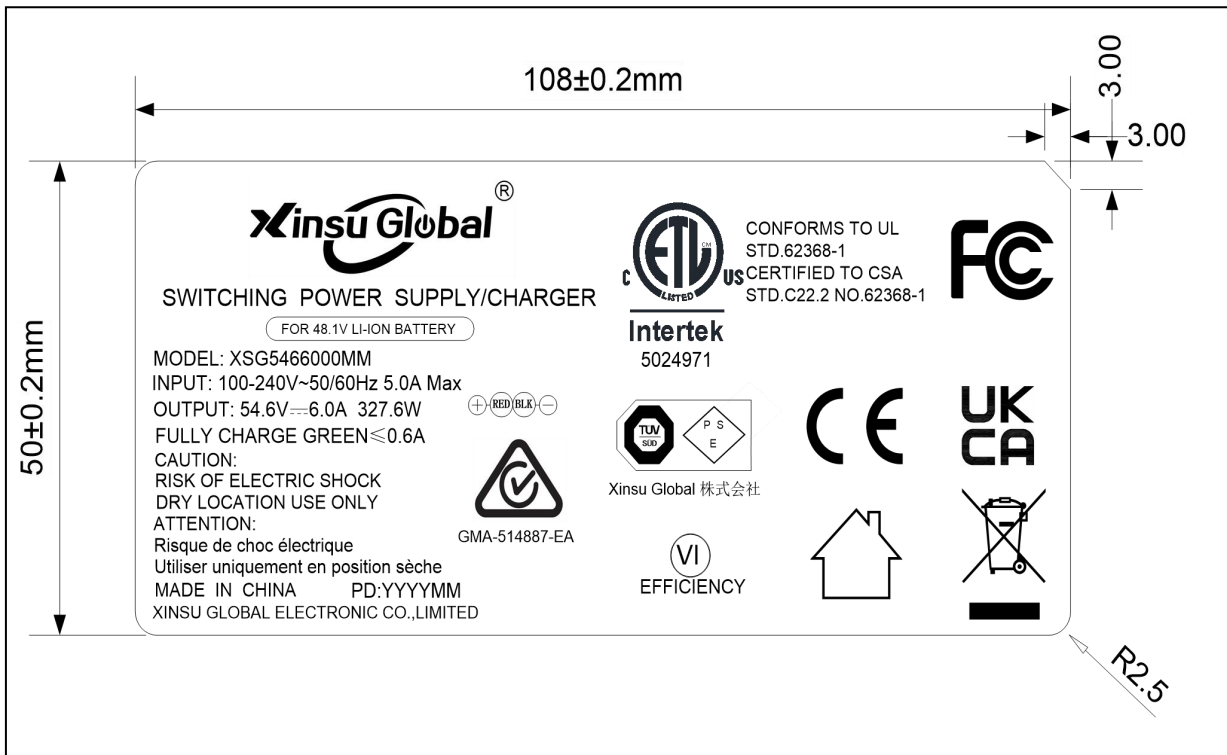 108±0.2mm
3.00
3.00
50±0.2mm
Xinsu Global ®
SWITCHING POWER SUPPLY/CHARGER
FOR 48.1V LI-ION BATTERY
MODEL: XSG5466000MM
INPUT: 100-240V~50/60Hz 5.0A Max
OUTPUT: 54.6V⎓6.0A 327.6W
+ RED BLK −
FULLY CHARGE GREEN≤0.6A
CAUTION:
RISK OF ELECTRIC SHOCK
DRY LOCATION USE ONLY
ATTENTION:
Risque de choc électrique
Utiliser uniquement en position sèche
MADE IN CHINA PD:YYYYMM
XINSU GLOBAL ELECTRONIC CO.,LIMITED
GMA-514887-EA
C ETL CM US
LISTED
Intertek
5024971
CONFORMS TO UL
STD.62368-1
CERTIFIED TO CSA
STD.C22.2 NO.62368-1
FC
TUV
SÜD
P S
E
Xinsu Global 株式会社
CE
UK
CA
VI
EFFICIENCY
R2.5